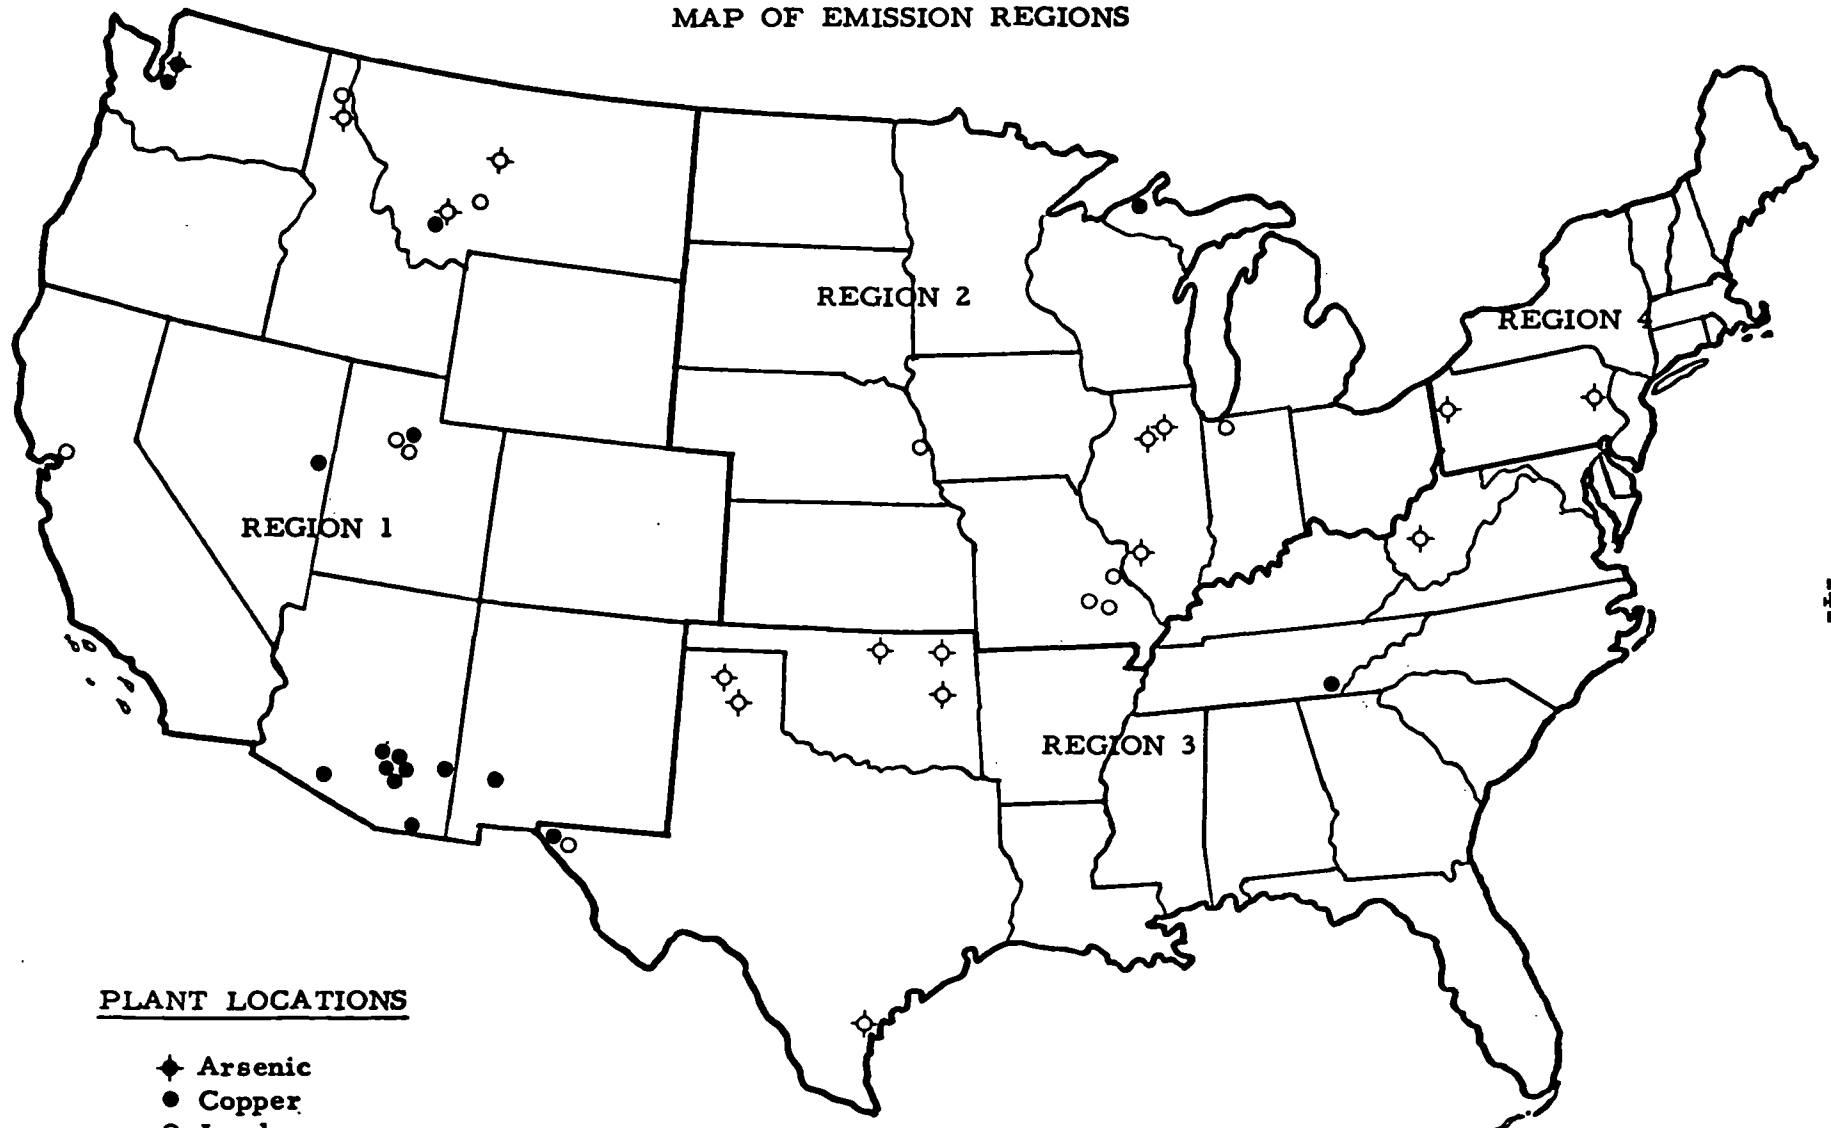 MAP OF EMISSION REGIONS
REGION 2
REGION 4
REGION 1
REGION 3
PLANT LOCATIONS
Arsenic
Copper